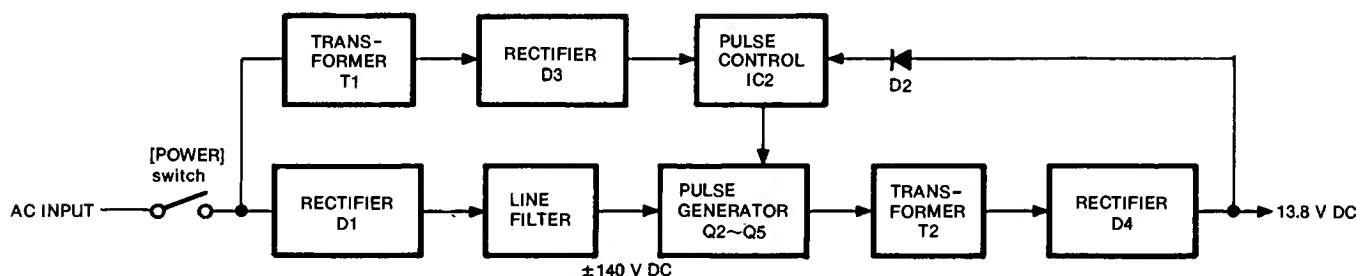 TRANS-
FORMER
T1
RECTIFIER
D3
PULSE
CONTROL
IC2
D2
[POWER]
switch
AC INPUT
RECTIFIER
D1
LINE
FILTER
±140 V DC
PULSE
GENERATOR
Q2~Q5
TRANS-
FORMER
T2
RECTIFIER
D4
13.8 V DC